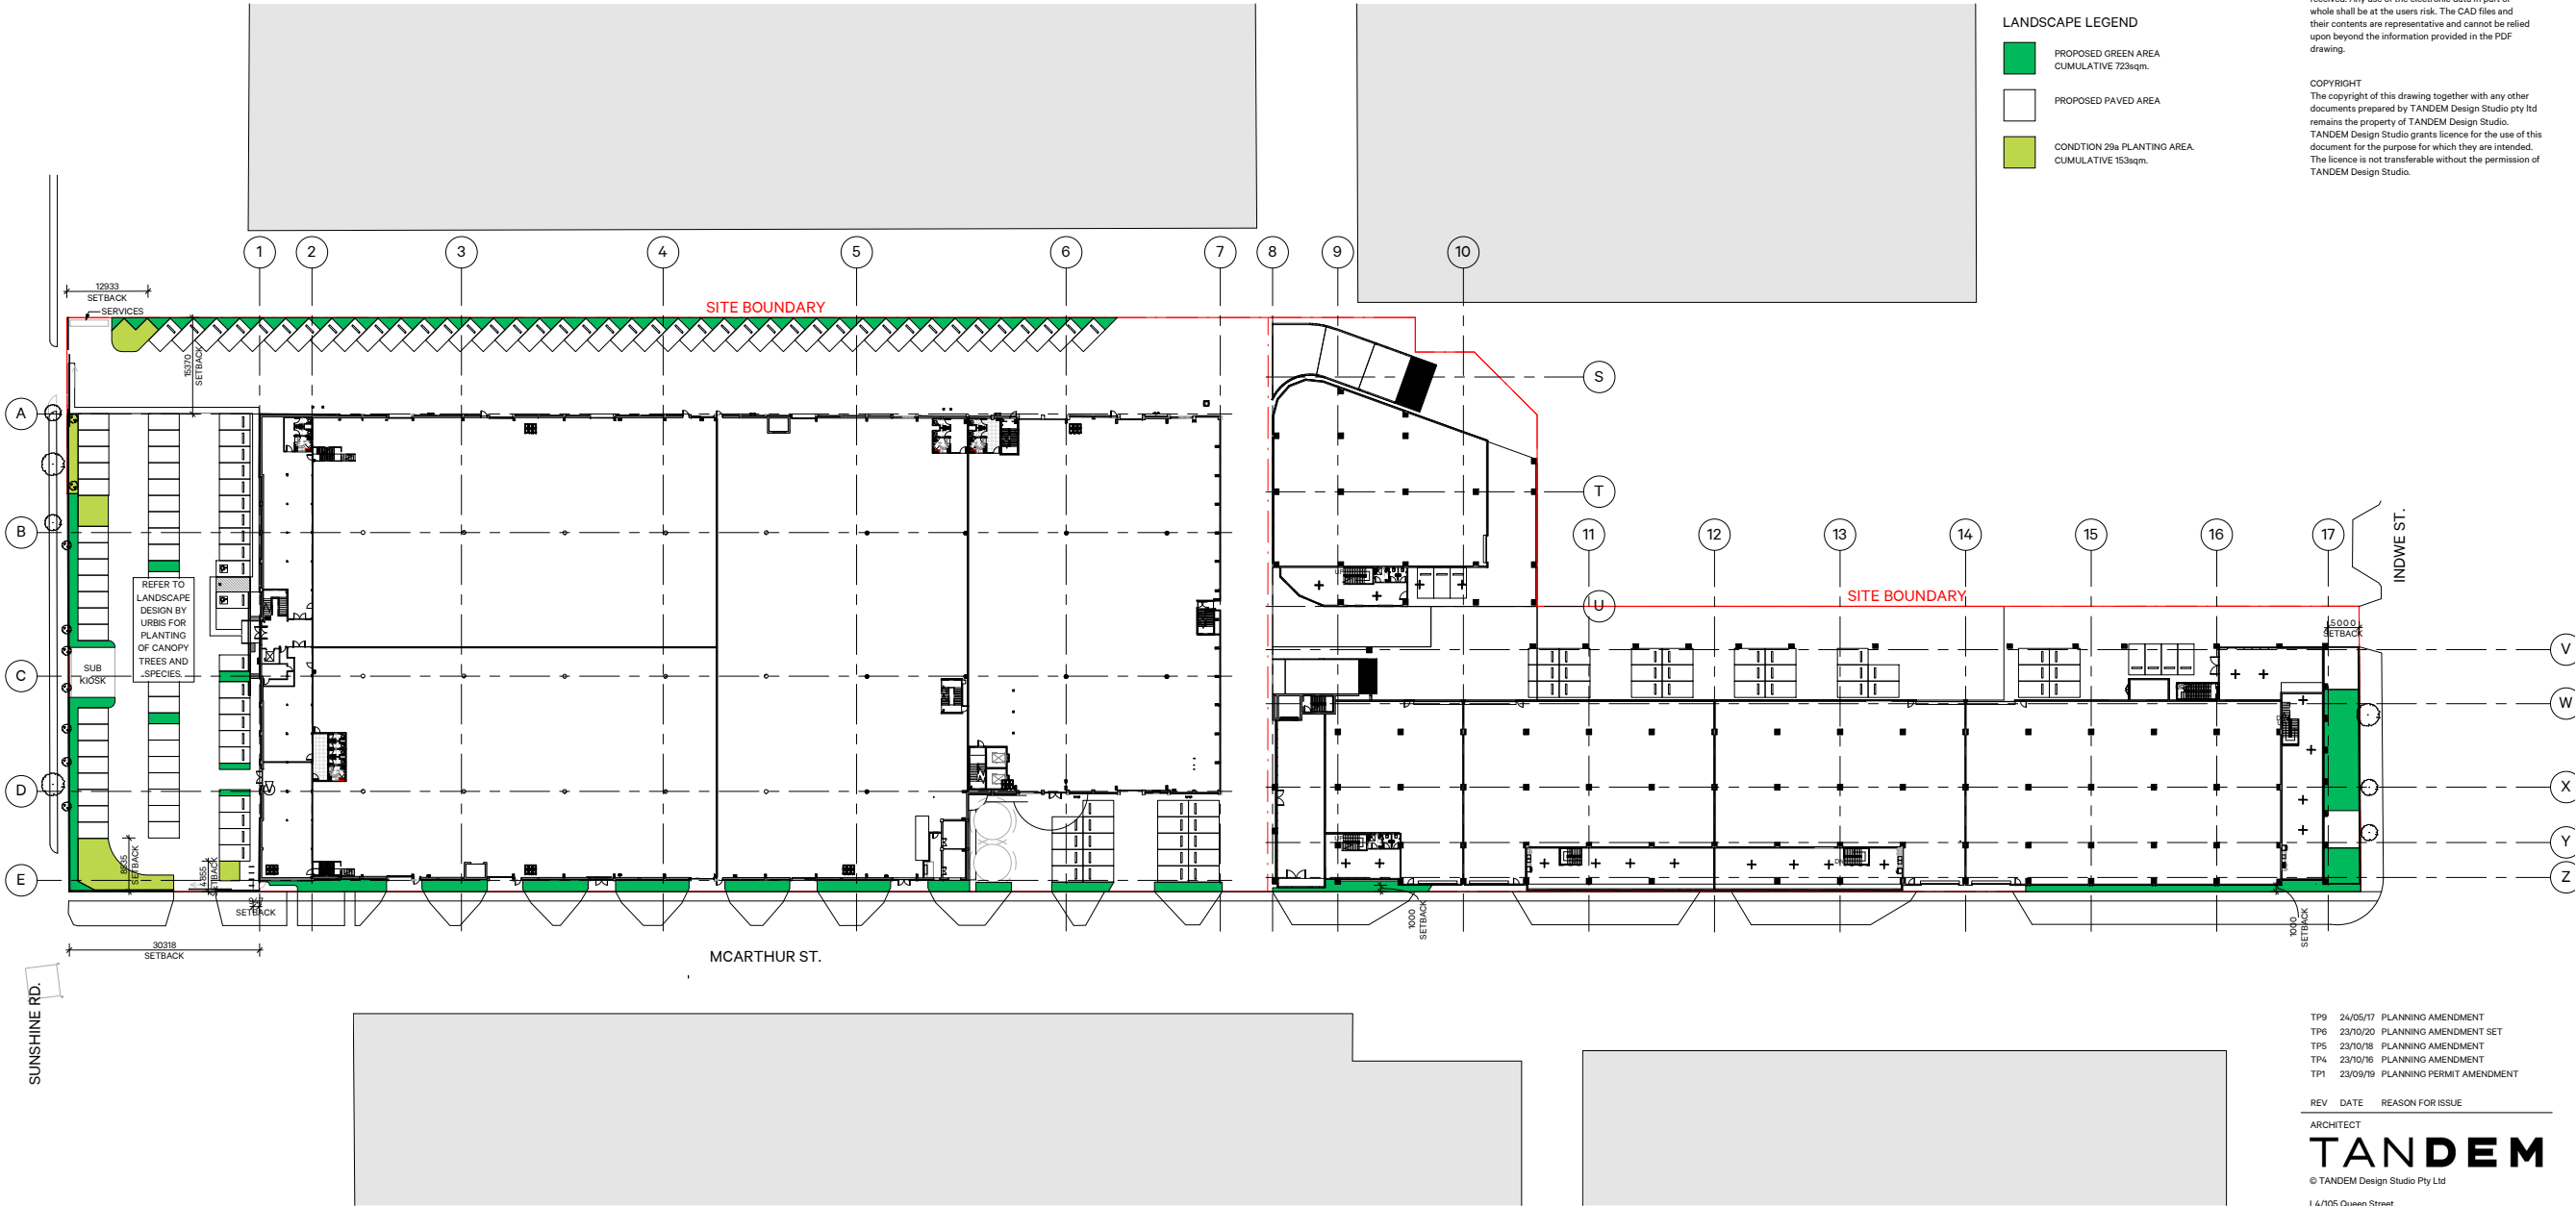 LANDSCAPE LEGEND
PROPOSED GREEN AREA
CUMULATIVE 723sqm.
PROPOSED PAVED AREA
CONDTION 29a PLANTING AREA.
CUMULATIVE 153sqm.
whole shall be at the users risk. The CAD files and
their contents are representative and cannot be relied
upon beyond the information provided in the PDF
drawing.
COPYRIGHT
The copyright of this drawing together with any other
documents prepared by TANDEM Design Studio pty ltd
remains the property of TANDEM Design Studio.
TANDEM Design Studio grants licence for the use of this
document for the purpose for which they are intended.
The licence is not transferable without the permission of
TANDEM Design Studio.
1 2 3 4 5 6 7 8 9 10
12933
SETBACK
SERVICES
SITE BOUNDARY
15370
SETBACK
S
A
T
B
11 12 13 14 15 16 17
INDWE ST.
REFER TO
LANDSCAPE
DESIGN BY
URBIS FOR
PLANTING
OF CANOPY
TREES AND
SPECIES.
SITE BOUNDARY
U
5000
SETBACK
V
SUB
KIOSK
C
W
D
X
Y
SETBACK
4855
SETBACK
E
Z
SETBACK
1000
SETBACK
1000
SETBACK
30318
SETBACK
MCARTHUR ST.
SUNSHINE RD.
TP9 24/05/17 PLANNING AMENDMENT
TP6 23/10/20 PLANNING AMENDMENT SET
TP5 23/10/18 PLANNING AMENDMENT
TP4 23/10/16 PLANNING AMENDMENT
TP1 23/09/19 PLANNING PERMIT AMENDMENT
REV DATE REASON FOR ISSUE
ARCHITECT
TANDEM
© TANDEM Design Studio Pty Ltd
L4/105 Queen Street